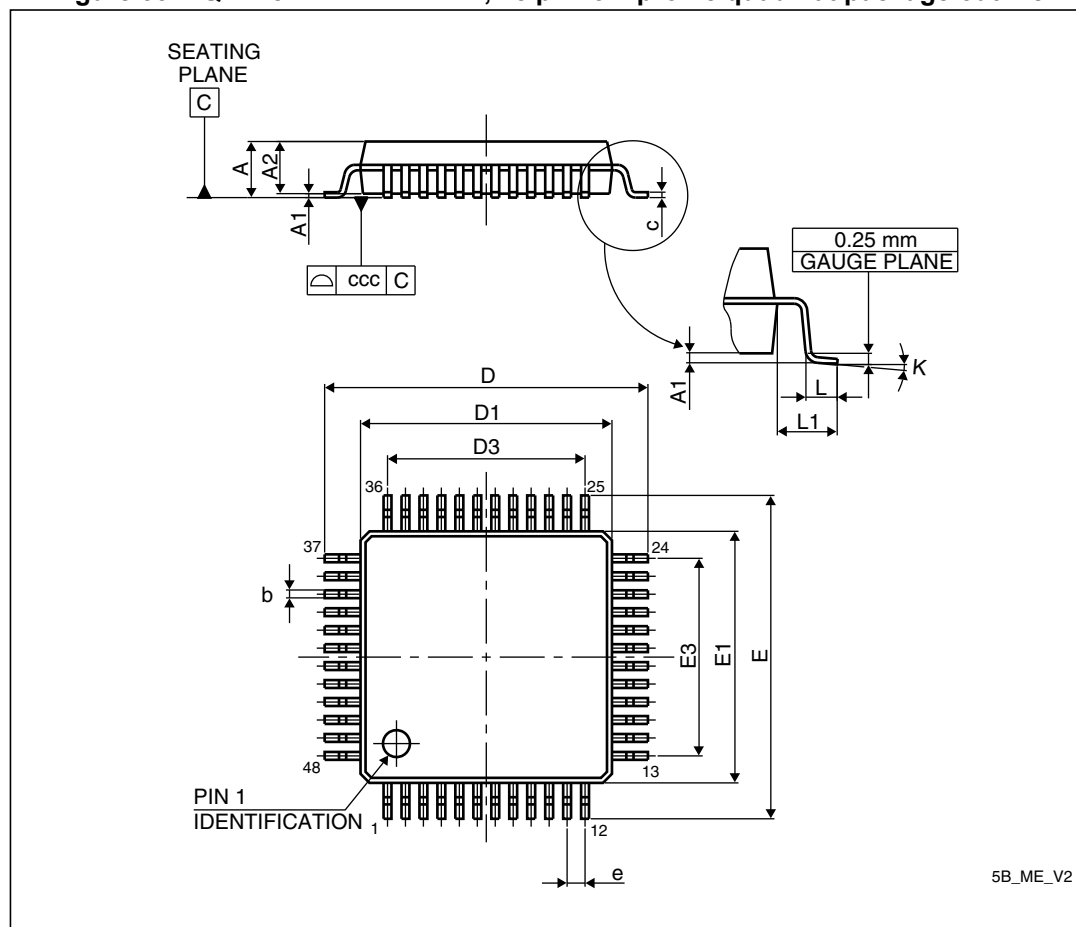 SEATING
PLANE
C
A
A2
A1
c
ccc C
0.25 mm
GAUGE PLANE
A1
K
L
L1
D
D1
D3
36
25
37
24
b
E3
E1
E
48
13
PIN 1
IDENTIFICATION
1
12
e
5B_ME_V2